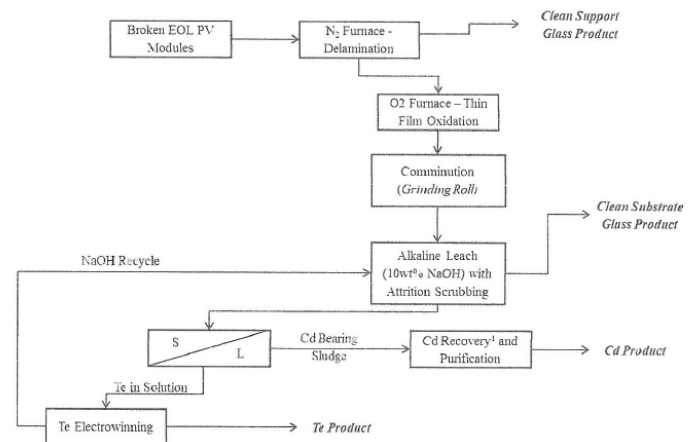 Broken EOL PV
Modules
N₂ Furnace -
Delamination
Clean Support
Glass Product
O2 Furnace – Thin
Film Oxidation
Comminution
(Grinding Roll)
Clean Substrate
Glass Product
NaOH Recycle
Alkaline Leach
(10wt% NaOH) with
Attrition Scrubbing
S
L
Cd Bearing
Sludge
Cd Recovery¹ and
Purification
Cd Product
Te in Solution
Te Electrowinning
Te Product